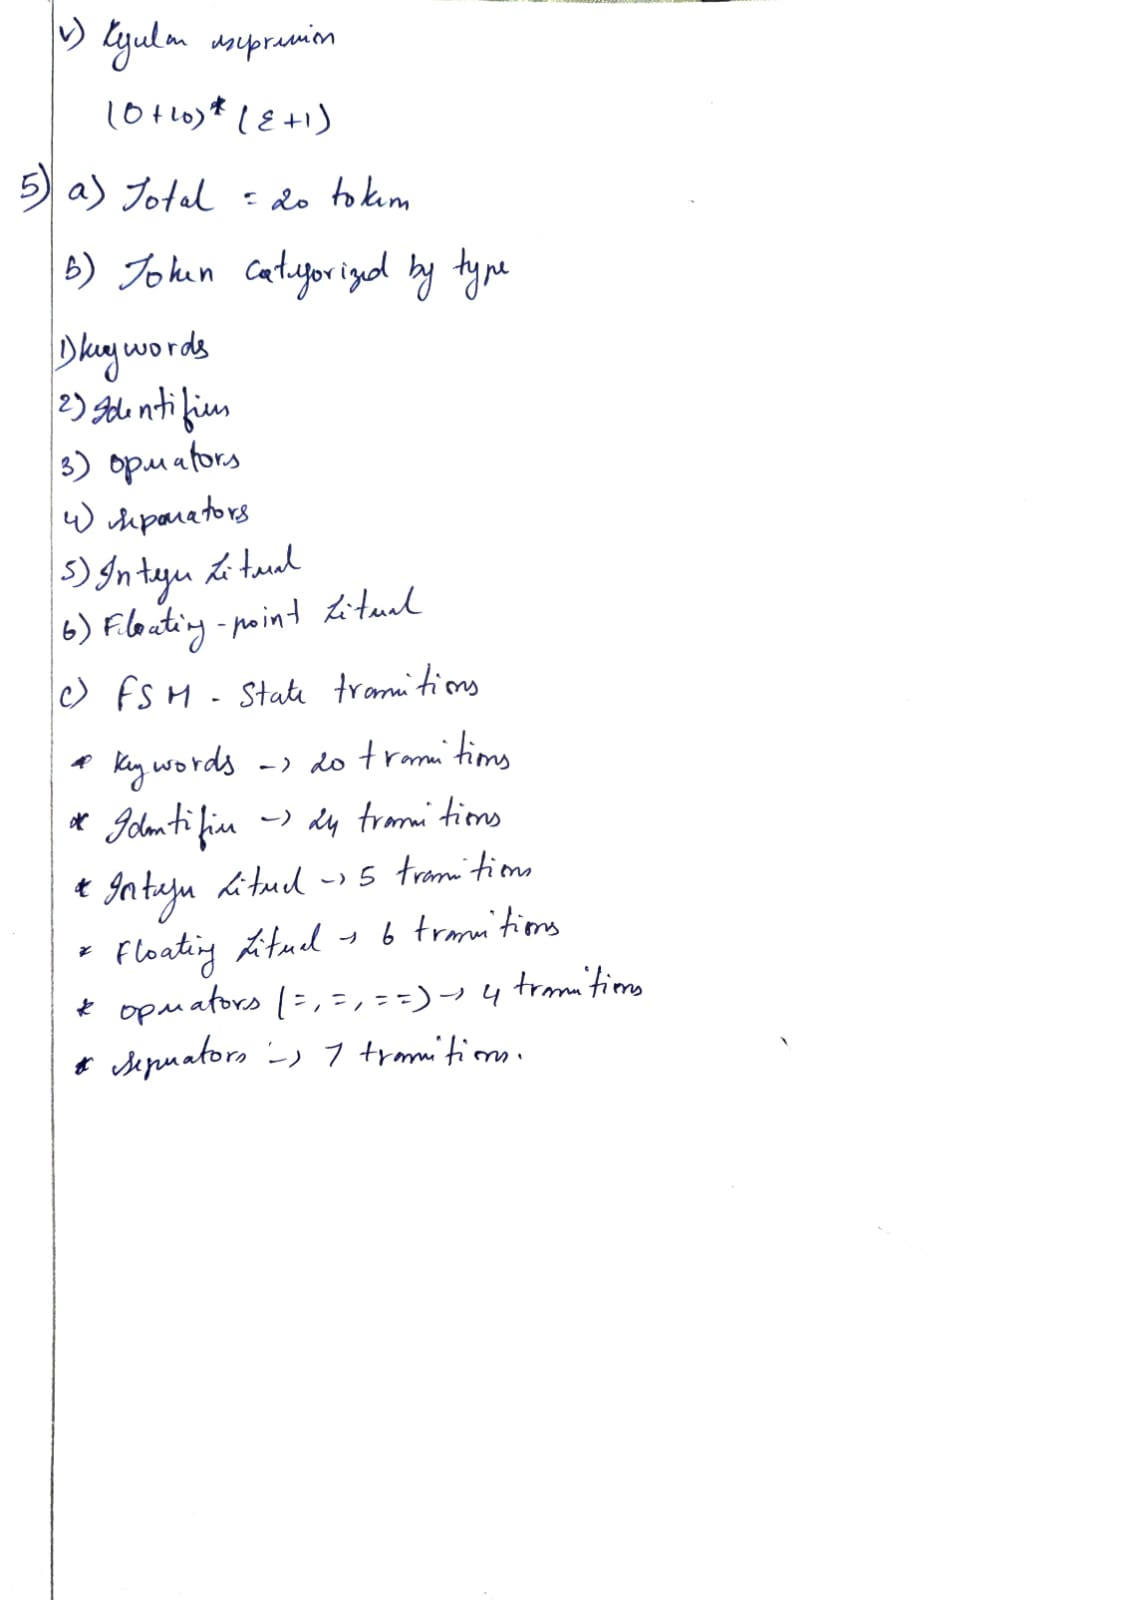 v) Regular expression
(0+10)* (ε+1)
5) a) Total = 20 token
b) Token Categorized by type
1) keywords
2) Identifiers
3) operators
4) separators
5) Integer Literal
6) Floating-point Literal
c) FSM - State transitions
* keywords -> 20 transitions
* Identifier -> 24 transitions
* Integer Literal -> 5 transitions
* Floating Literal -> 6 transitions
* operators (=, =, ==) -> 4 transitions
* seperators :-> 7 transitions.